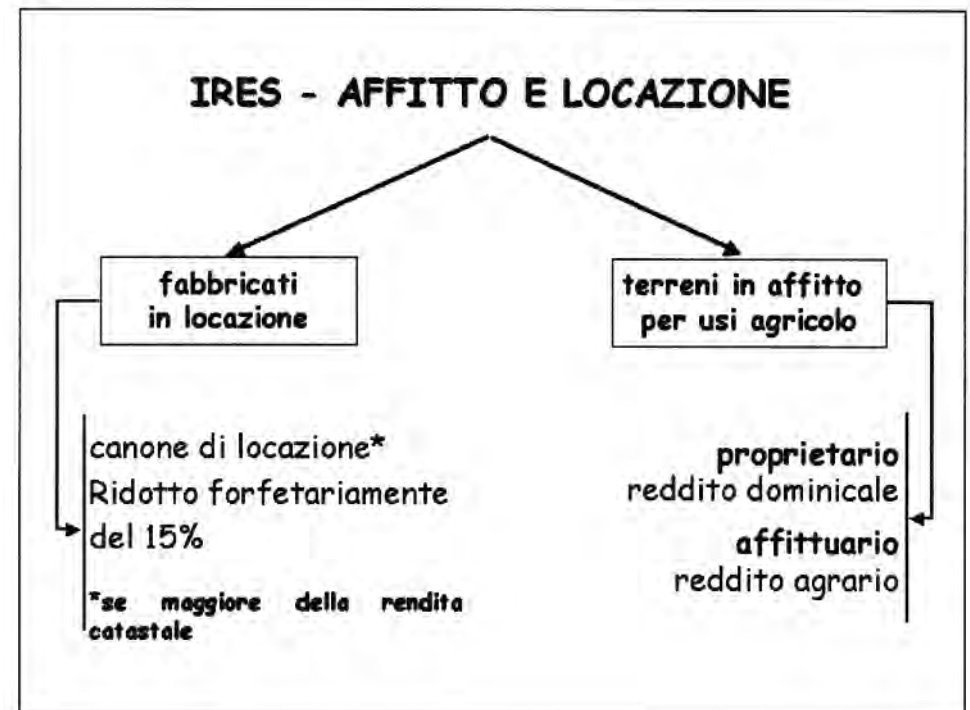 IRES - AFFITTO E LOCAZIONE
fabbricati
in locazione
canone di locazione*
Ridotto forfetariamente
del 15%
*se maggiore della rendita
catastale
terreni in affitto
per usi agricolo
proprietario
reddito dominicale
affittuario
reddito agrario